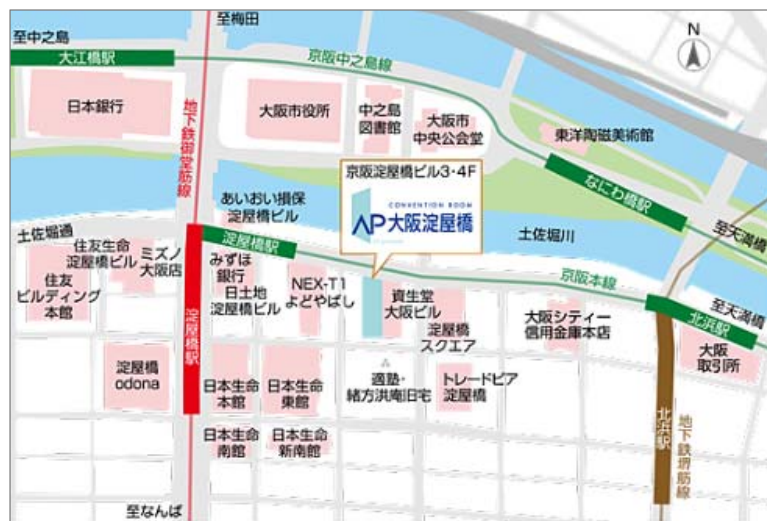 至梅田
至中之島
大江橋駅
京阪中之島線
N
日本銀行
地下鉄御堂筋線
大阪市役所
中之島
図書館
大阪市
中央公会堂
東洋陶磁美術館
なにわ橋駅
至天満橋
京阪淀屋橋ビル3・4F
CONVENTION ROOM
AP大阪淀屋橋
あいおい損保
淀屋橋ビル
土佐堀通
土佐堀川
淀屋橋駅
京阪本線
住友生命
淀屋橋ビル
ミズノ
大阪店
住友
ビルディング
本館
みずほ
銀行
日土地
淀屋橋ビル
NEX-T1
よどやばし
資生堂
大阪ビル
淀屋橋
スクエア
大阪シティー
信用金庫本店
至天満橋
北浜駅
大阪
取引所
淀屋橋駅
淀屋橋
odona
日本生命
本館
日本生命
東館
適塾・
緒方洪庵旧宅
トレードピア
淀屋橋
北浜駅
地下鉄堺筋線
日本生命
南館
日本生命
新南館
至なんば